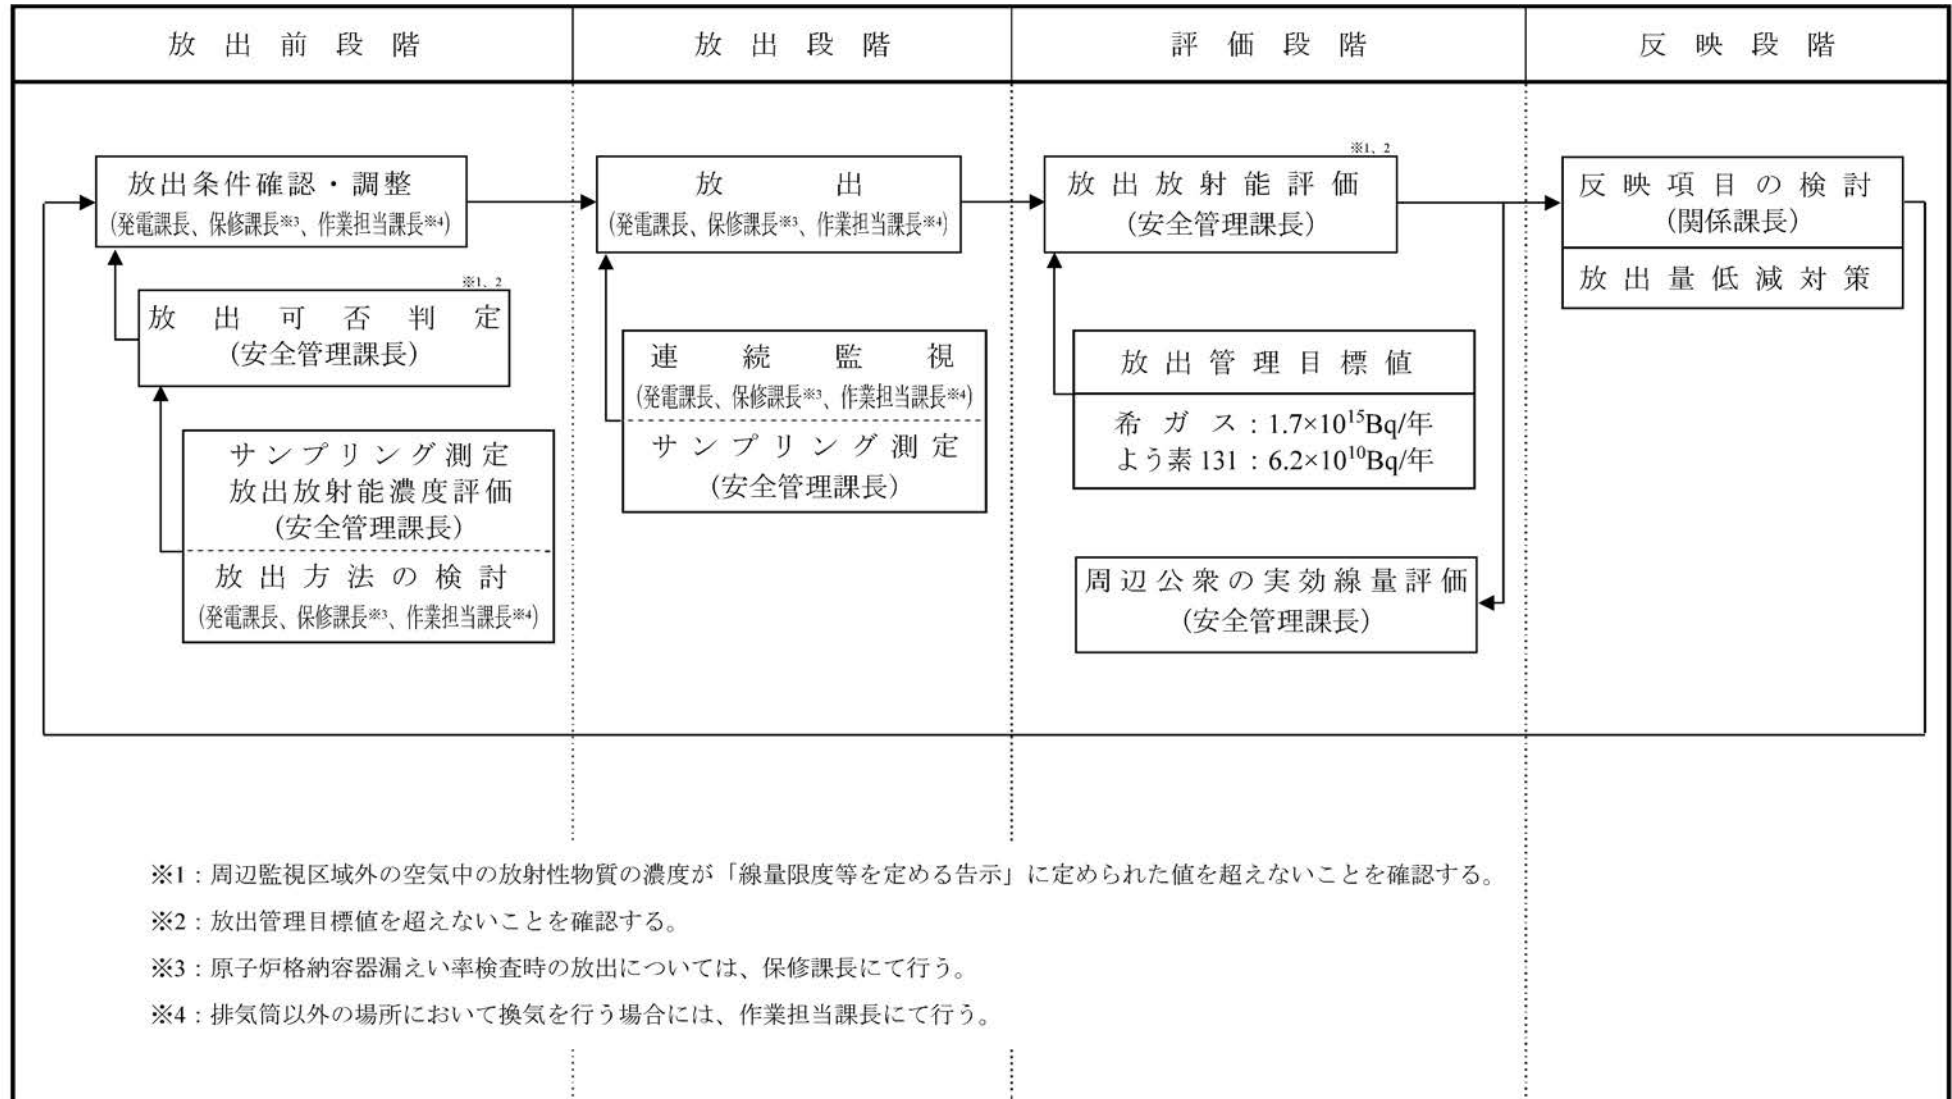 放出前段階
放出段階
評価段階
反映段階
放出条件確認・調整
(発電課長、保修課長※3、作業担当課長※4)
※1、2
放出可否判定
(安全管理課長)
サンプリング測定
放出放射能濃度評価
(安全管理課長)
放出方法の検討
(発電課長、保修課長※3、作業担当課長※4)
放出
(発電課長、保修課長※3、作業担当課長※4)
連続監視
(発電課長、保修課長※3、作業担当課長※4)
サンプリング測定
(安全管理課長)
※1、2
放出放射能評価
(安全管理課長)
放出管理目標値
希ガス：1.7×10¹⁵Bq/年
よう素131：6.2×10¹⁰Bq/年
周辺公衆の実効線量評価
(安全管理課長)
反映項目の検討
(関係課長)
放出量低減対策
※1：周辺監視区域外の空気中の放射性物質の濃度が「線量限度等を定める告示」に定められた値を超えないことを確認する。
※2：放出管理目標値を超えないことを確認する。
※3：原子炉格納容器漏えい率検査時の放出については、保修課長にて行う。
※4：排気筒以外の場所において換気を行う場合には、作業担当課長にて行う。